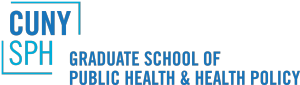 CUNY
SPH
GRADUATE SCHOOL OF
PUBLIC HEALTH & HEALTH POLICY